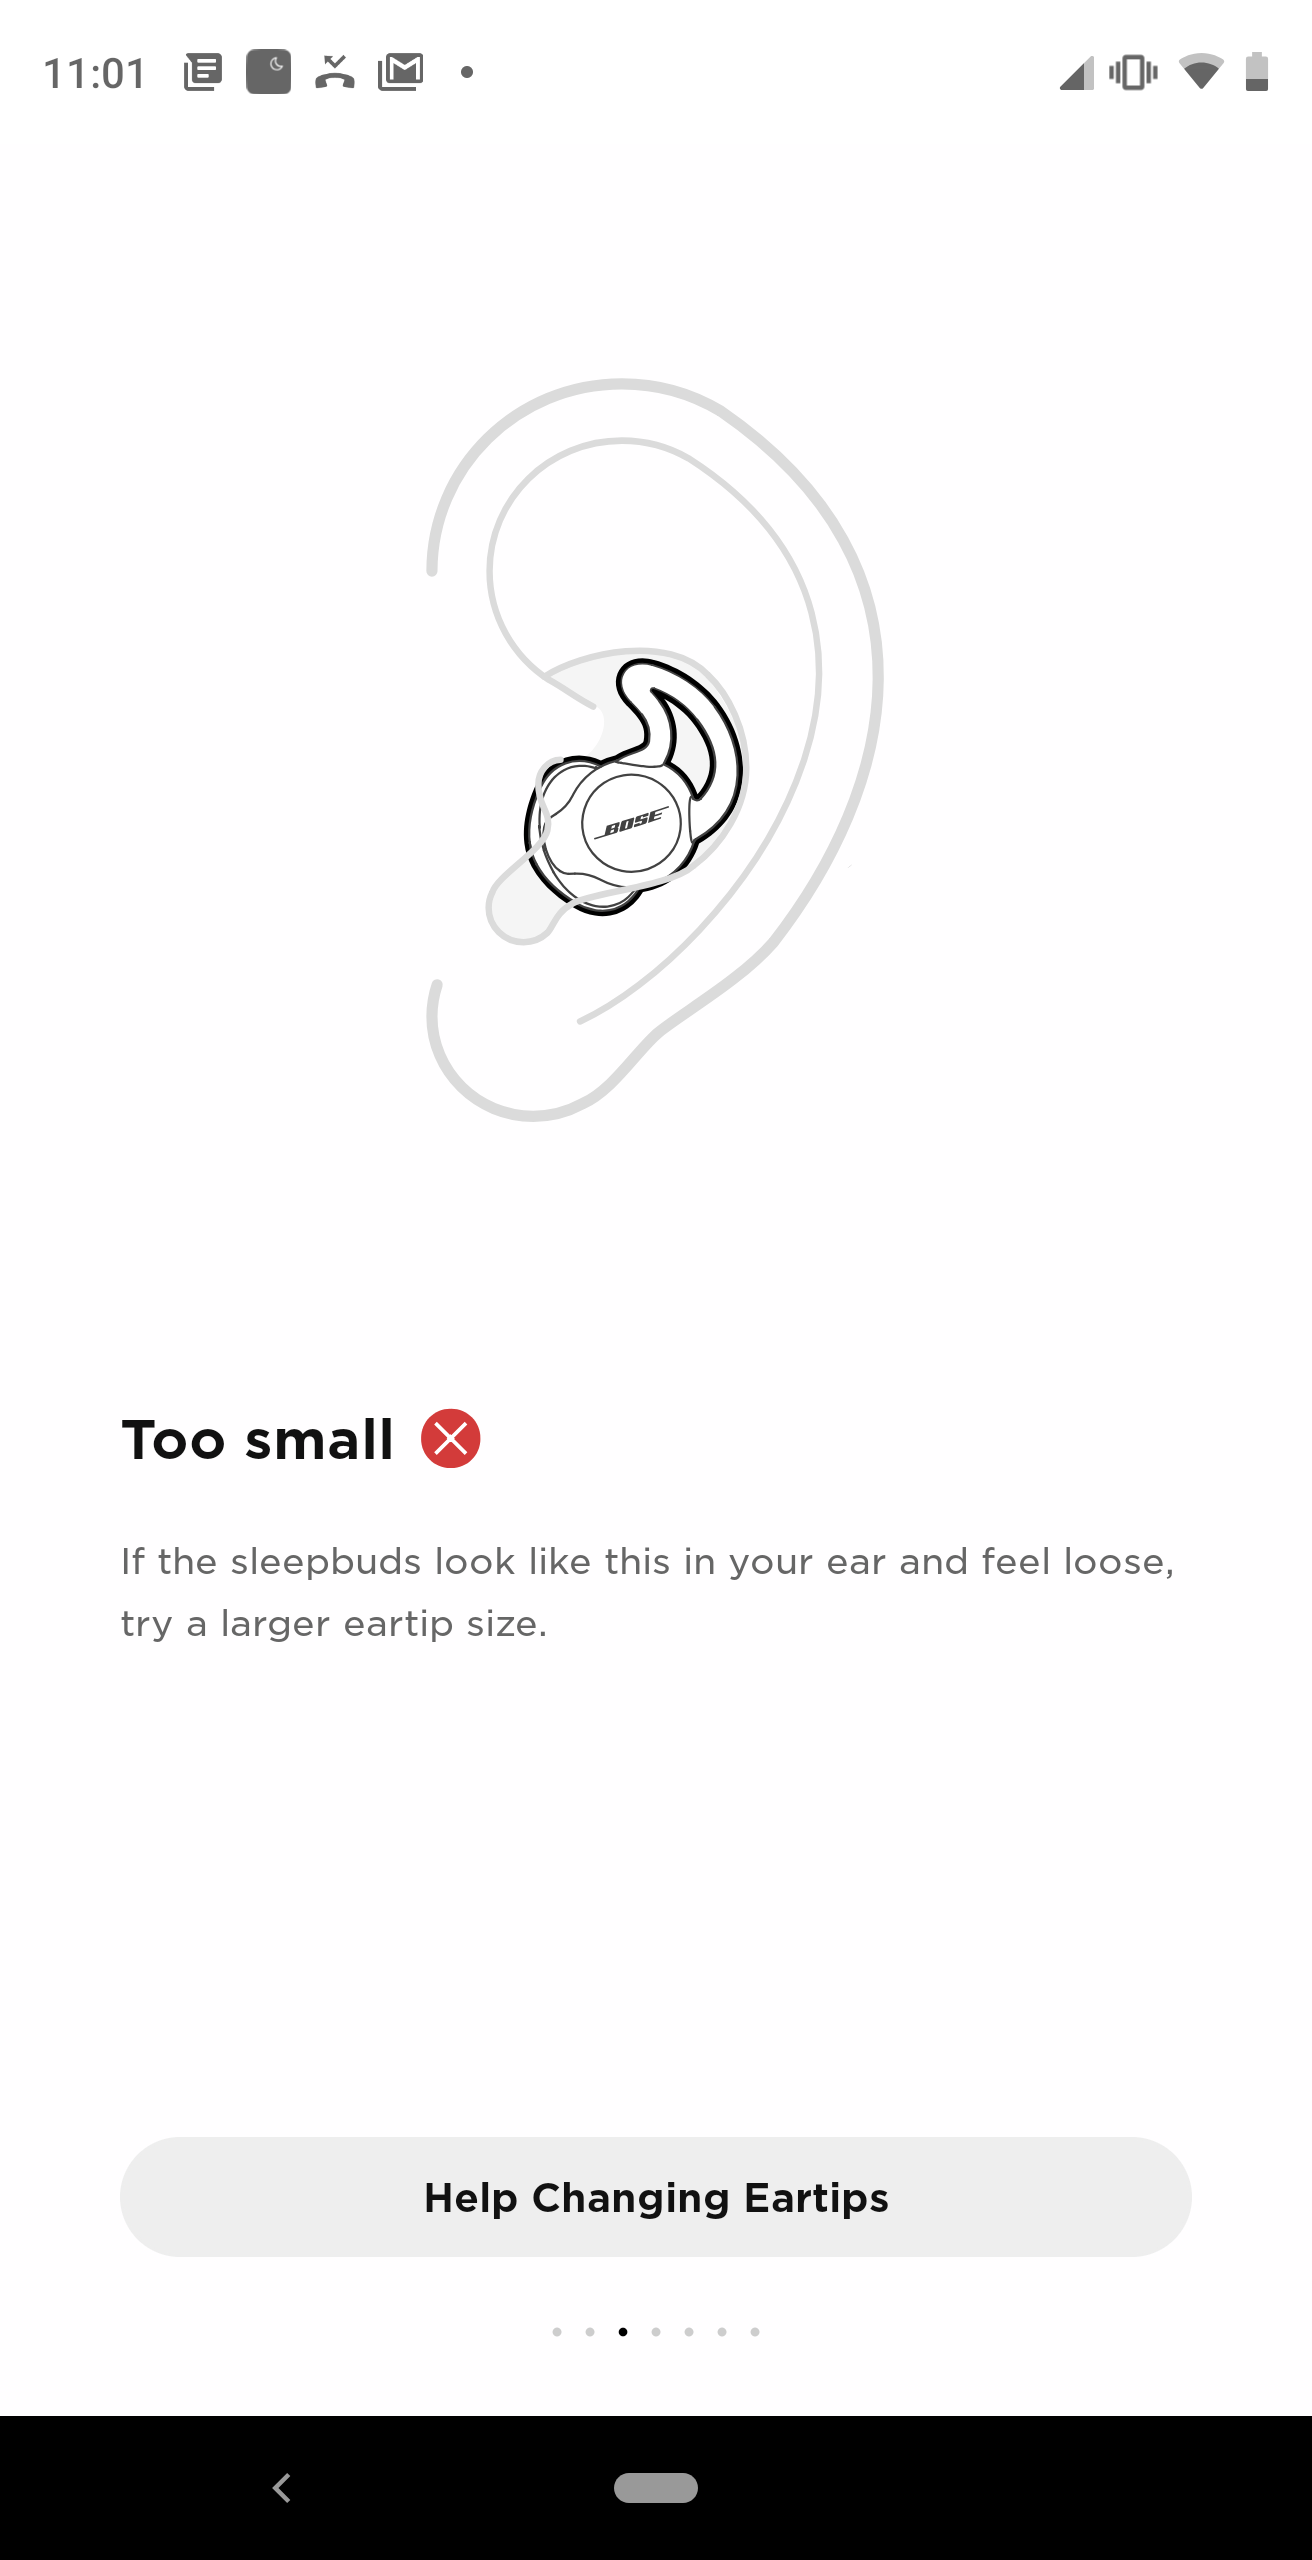 11:01
BOSE
Too small
If the sleepbuds look like this in your ear and feel loose,
try a larger eartip size.
Help Changing Eartips